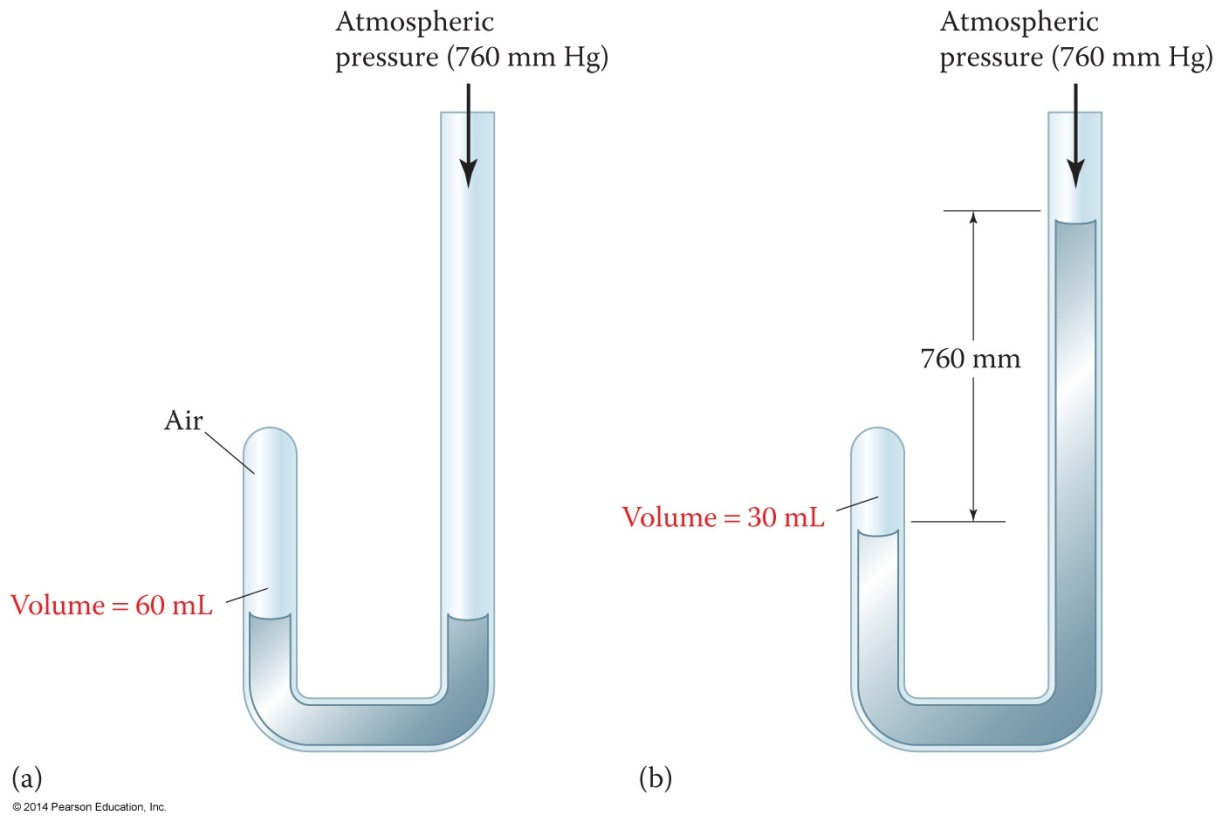 Atmospheric
pressure (760 mm Hg)
Air
Volume = 60 mL
(a)
Atmospheric
pressure (760 mm Hg)
760 mm
Volume = 30 mL
(b)
© 2014 Pearson Education, Inc.